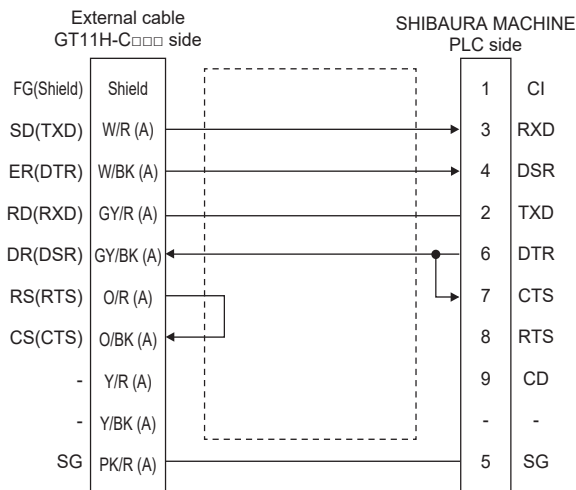 External cable
GT11H-C□□□ side
SHIBAURA MACHINE
PLC side
FG(Shield) Shield 1 CI
SD(TXD) W/R (A) 3 RXD
ER(DTR) W/BK (A) 4 DSR
RD(RXD) GY/R (A) 2 TXD
DR(DSR) GY/BK (A) 6 DTR
RS(RTS) O/R (A) 7 CTS
CS(CTS) O/BK (A) 8 RTS
- Y/R (A) 9 CD
- Y/BK (A) - -
SG PK/R (A) 5 SG